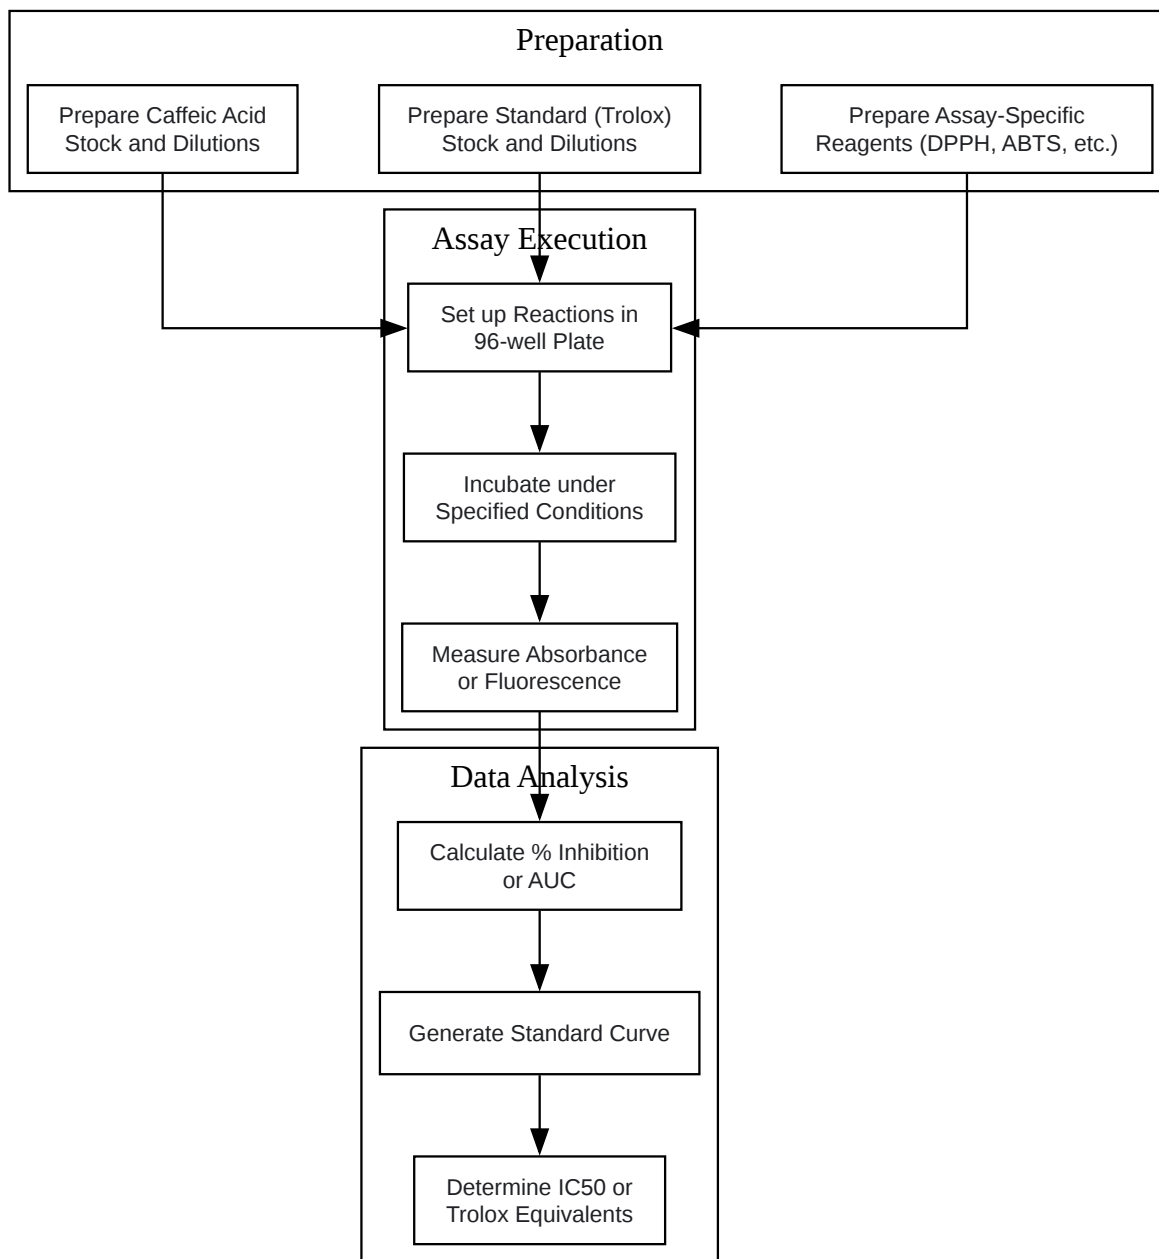 Preparation
Prepare Caffeic Acid
Stock and Dilutions
Prepare Standard (Trolox)
Stock and Dilutions
Prepare Assay-Specific
Reagents (DPPH, ABTS, etc.)
Assay Execution
Set up Reactions in
96-well Plate
Incubate under
Specified Conditions
Measure Absorbance
or Fluorescence
Data Analysis
Calculate % Inhibition
or AUC
Generate Standard Curve
Determine IC50 or
Trolox Equivalents